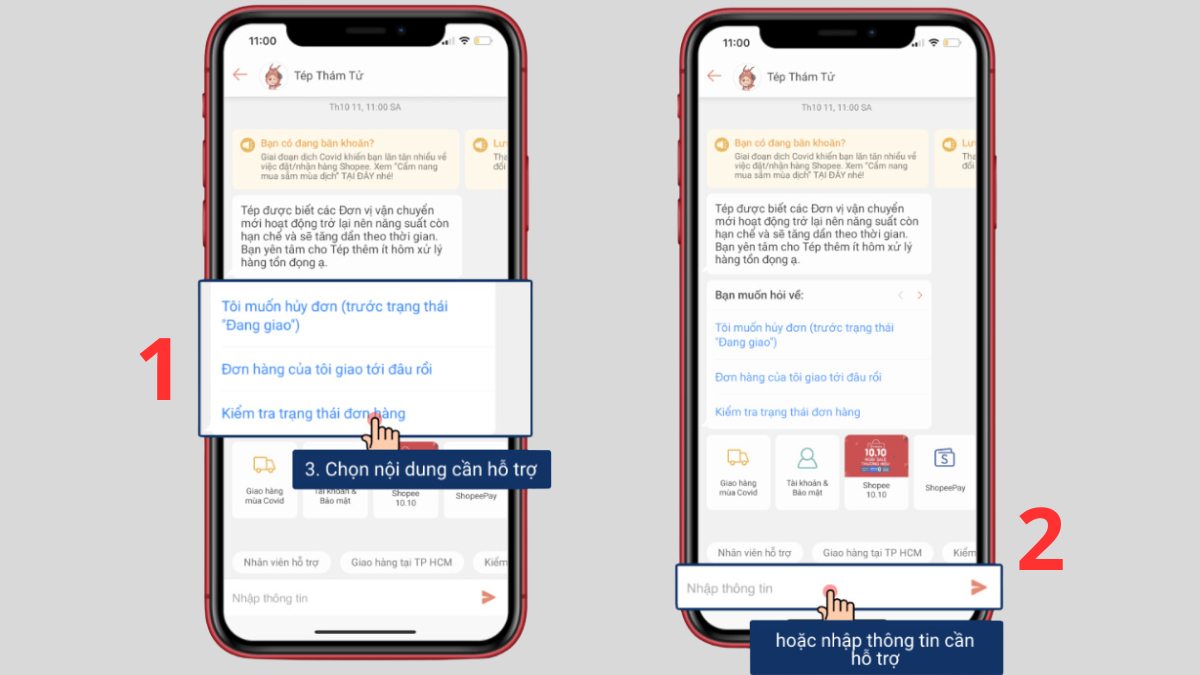 11:00
Tép Thám Tử
Th10 11, 11:00 SA
Bạn có đang băn khoăn?
Giai đoạn dịch Covid khiến bạn lăn tăn nhiều về
việc đặt/nhận hàng Shopee. Xem "Cẩm nang
mua sắm mùa dịch" TẠI ĐÂY nhé!
Lư
Tha
đổi
Tép được biết các Đơn vị vận chuyển
mới hoạt động trở lại nên năng suất còn
hạn chế và sẽ tăng dần theo thời gian.
Bạn yên tâm cho Tép thêm ít hôm xử lý
hàng tồn đọng ạ.
Tôi muốn hủy đơn (trước trạng thái
"Đang giao")
Đơn hàng của tôi giao tới đâu rồi
Kiểm tra trạng thái đơn hàng
1
3. Chọn nội dung cần hỗ trợ
Giao hàng
mùa Covid
Tài khoản &
Bảo mật
Shopee
10.10
ShopeePay
Nhân viên hỗ trợ
Giao hàng tại TP HCM
Kiểm
Nhập thông tin
11:00
Tép Thám Tử
Th10 11, 11:00 SA
Bạn có đang băn khoăn?
Giai đoạn dịch Covid khiến bạn lăn tăn nhiều về
việc đặt/nhận hàng Shopee. Xem "Cẩm nang
mua sắm mùa dịch" TẠI ĐÂY nhé!
Lư
Tha
đổi
Tép được biết các Đơn vị vận chuyển
mới hoạt động trở lại nên năng suất còn
hạn chế và sẽ tăng dần theo thời gian.
Bạn yên tâm cho Tép thêm ít hôm xử lý
hàng tồn đọng ạ.
Bạn muốn hỏi về:
Tôi muốn hủy đơn (trước trạng thái
"Đang giao")
Đơn hàng của tôi giao tới đâu rồi
Kiểm tra trạng thái đơn hàng
Giao hàng
mùa Covid
Tài khoản &
Bảo mật
10.10
Shopee
10.10
ShopeePay
Nhân viên hỗ trợ
Giao hàng tại TP HCM
Kiểm
2
Nhập thông tin
hoặc nhập thông tin cần
hỗ trợ